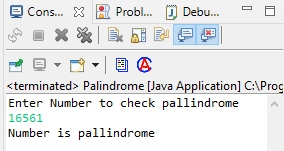 Cons...
Probl...
Debu...
<terminated> Palindrome [Java Application] C:\Prog
Enter Number to check pallindrome
16561
Number is pallindrome